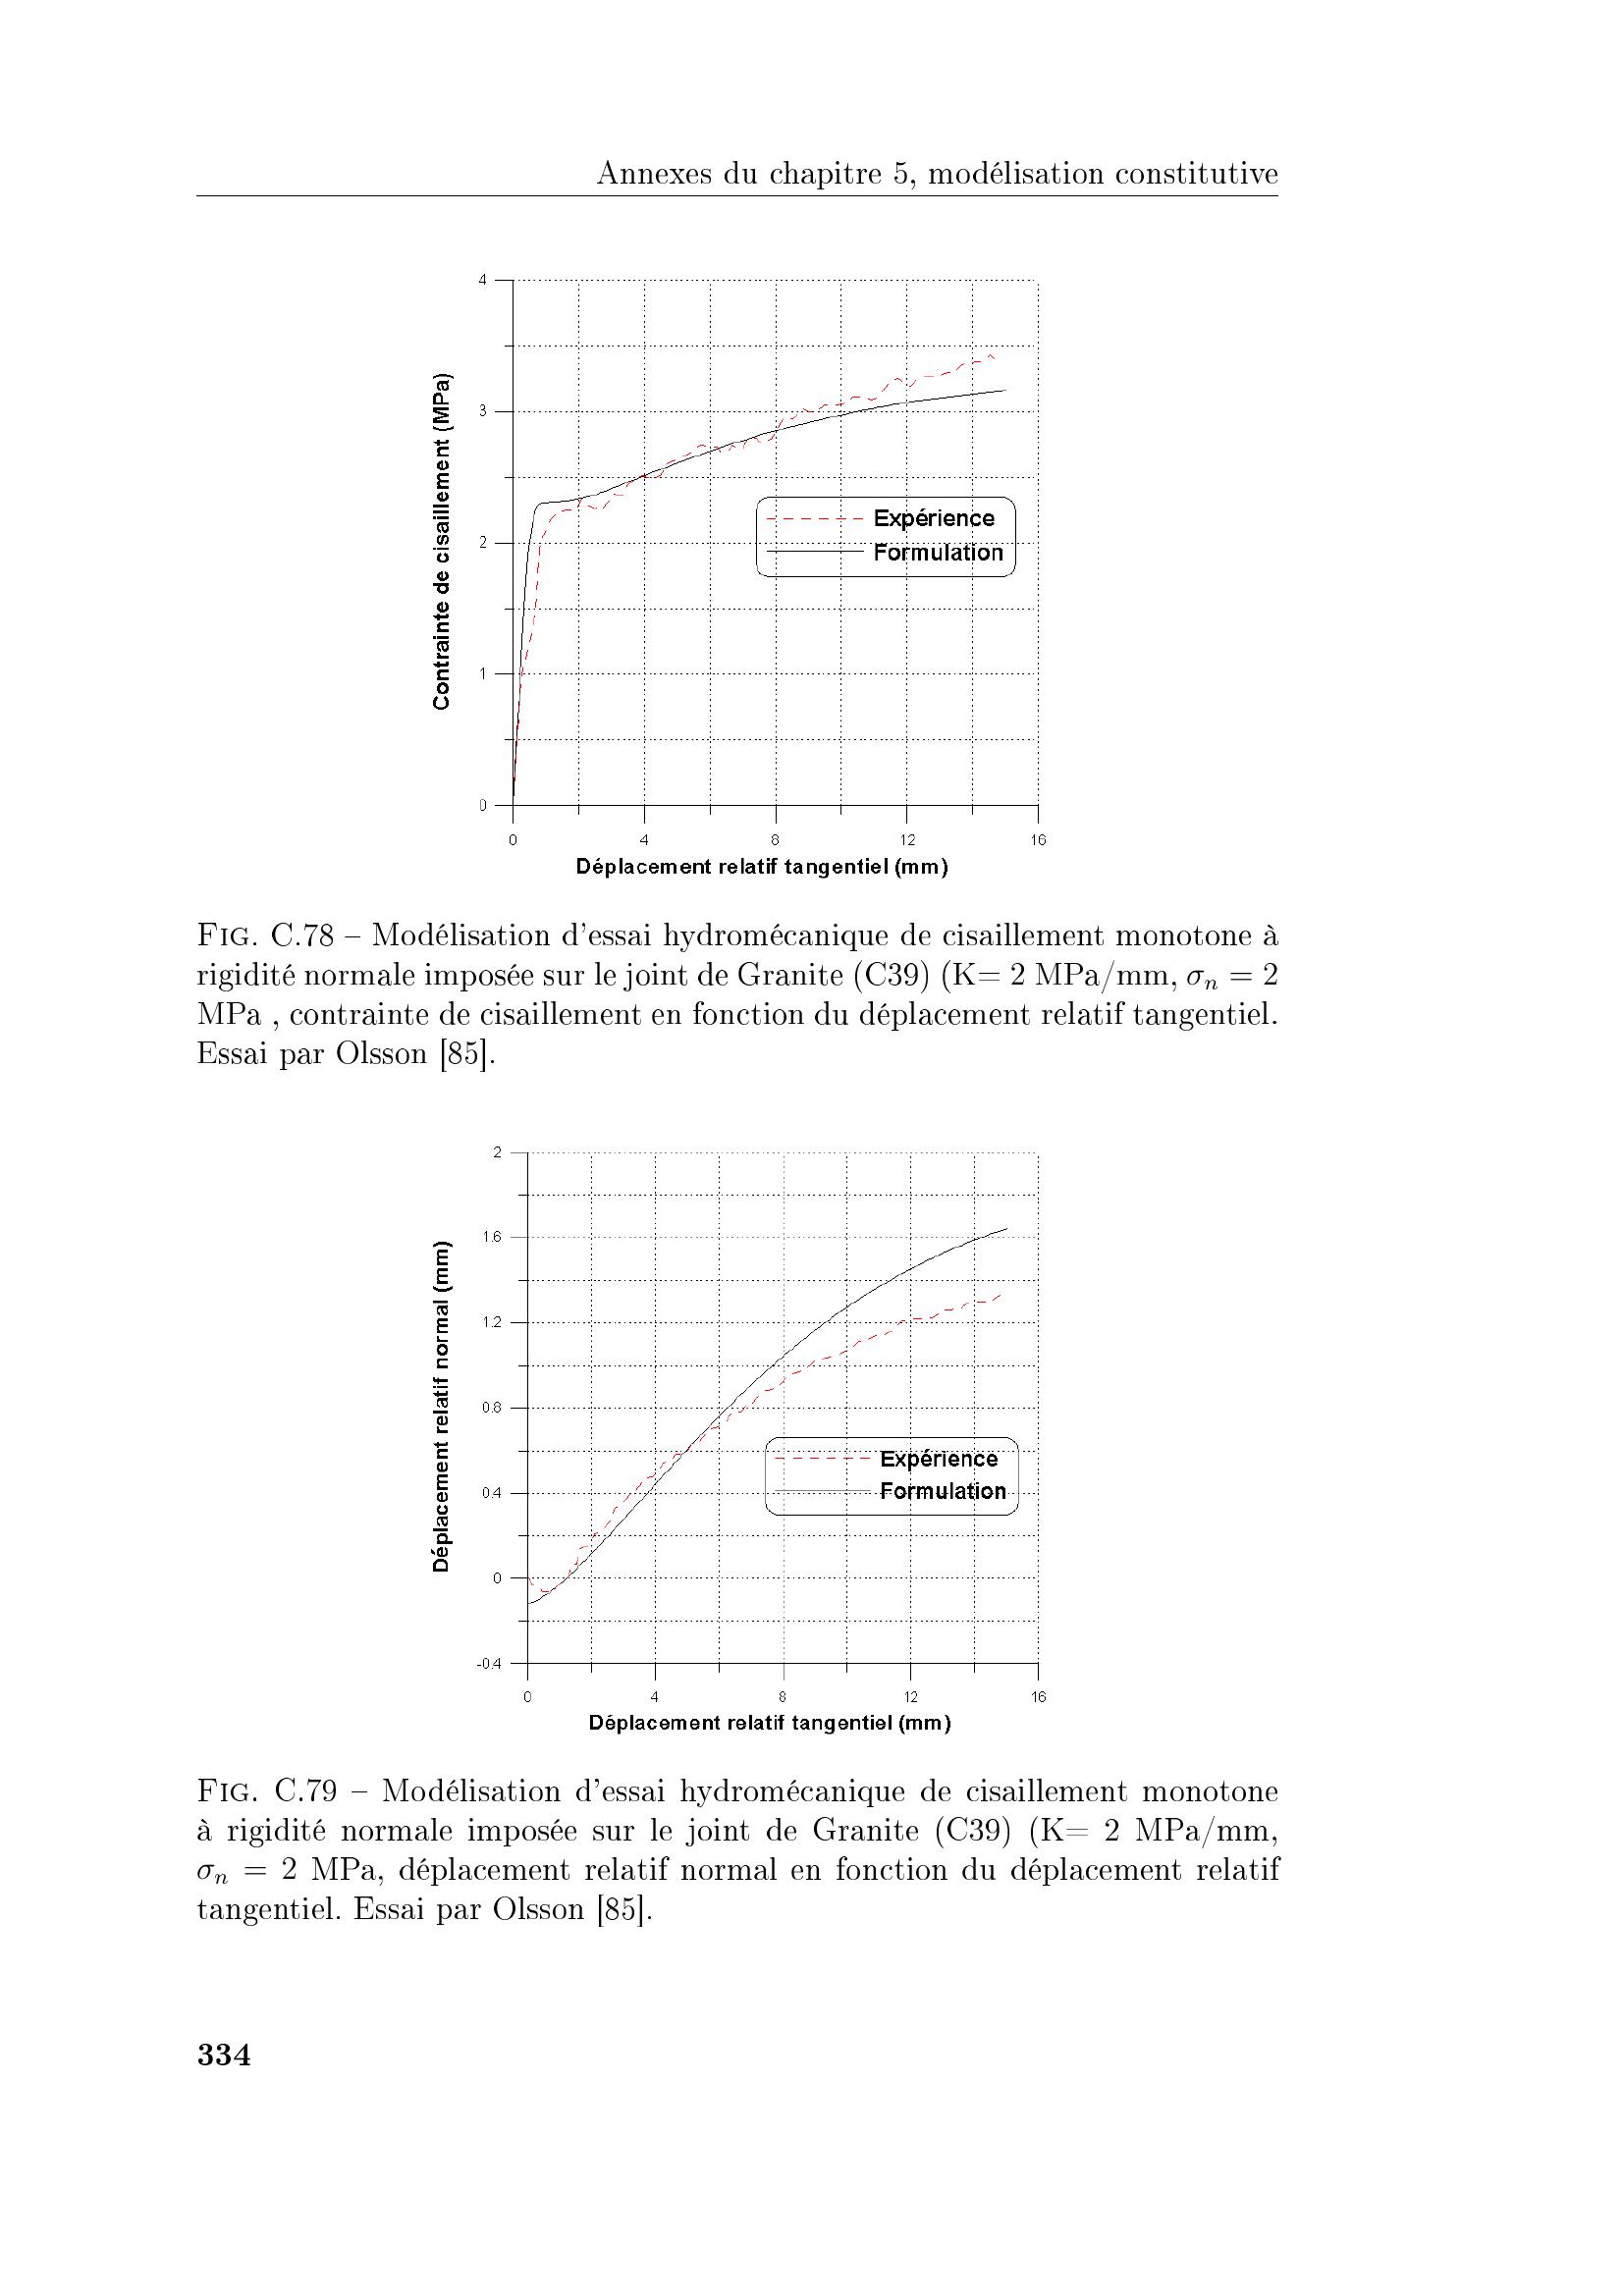 Annexes du chapitre 5, modélisation constitutive
4
3
2
1
0
Contrainte de cisaillement (MPa)
Expérience
Formulation
0 4 8 12 16
Déplacement relatif tangentiel (mm)
FIG. C.78 – Modélisation d'essai hydromécanique de cisaillement monotone à
rigidité normale imposée sur le joint de Granite (C39) (K= 2 MPa/mm, σn = 2
MPa , contrainte de cisaillement en fonction du déplacement relatif tangentiel.
Essai par Olsson [85].
2
1.6
1.2
0.8
0.4
0
-0.4
Déplacement relatif normal (mm)
Expérience
Formulation
0 4 8 12 16
Déplacement relatif tangentiel (mm)
FIG. C.79 – Modélisation d'essai hydromécanique de cisaillement monotone
à rigidité normale imposée sur le joint de Granite (C39) (K= 2 MPa/mm,
σn = 2 MPa, déplacement relatif normal en fonction du déplacement relatif
tangentiel. Essai par Olsson [85].
334